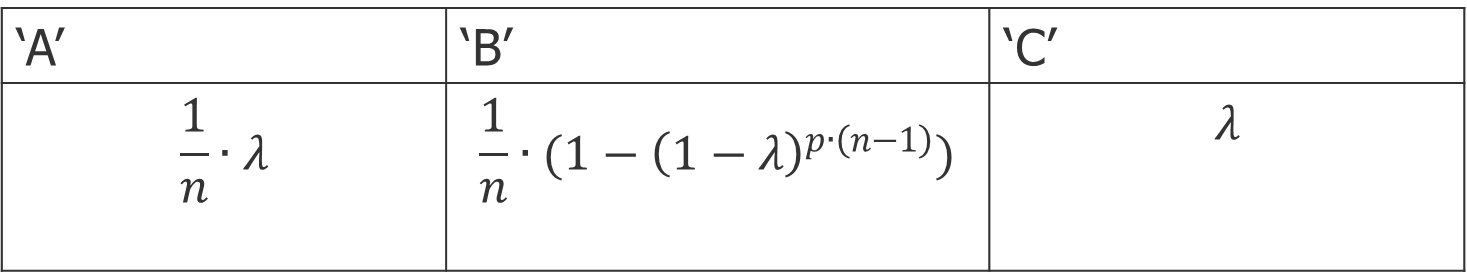 ‘A’ ‘B’ ‘C’
1/n · λ 1/n · (1 − (1 − λ)^{p·(n−1)}) λ